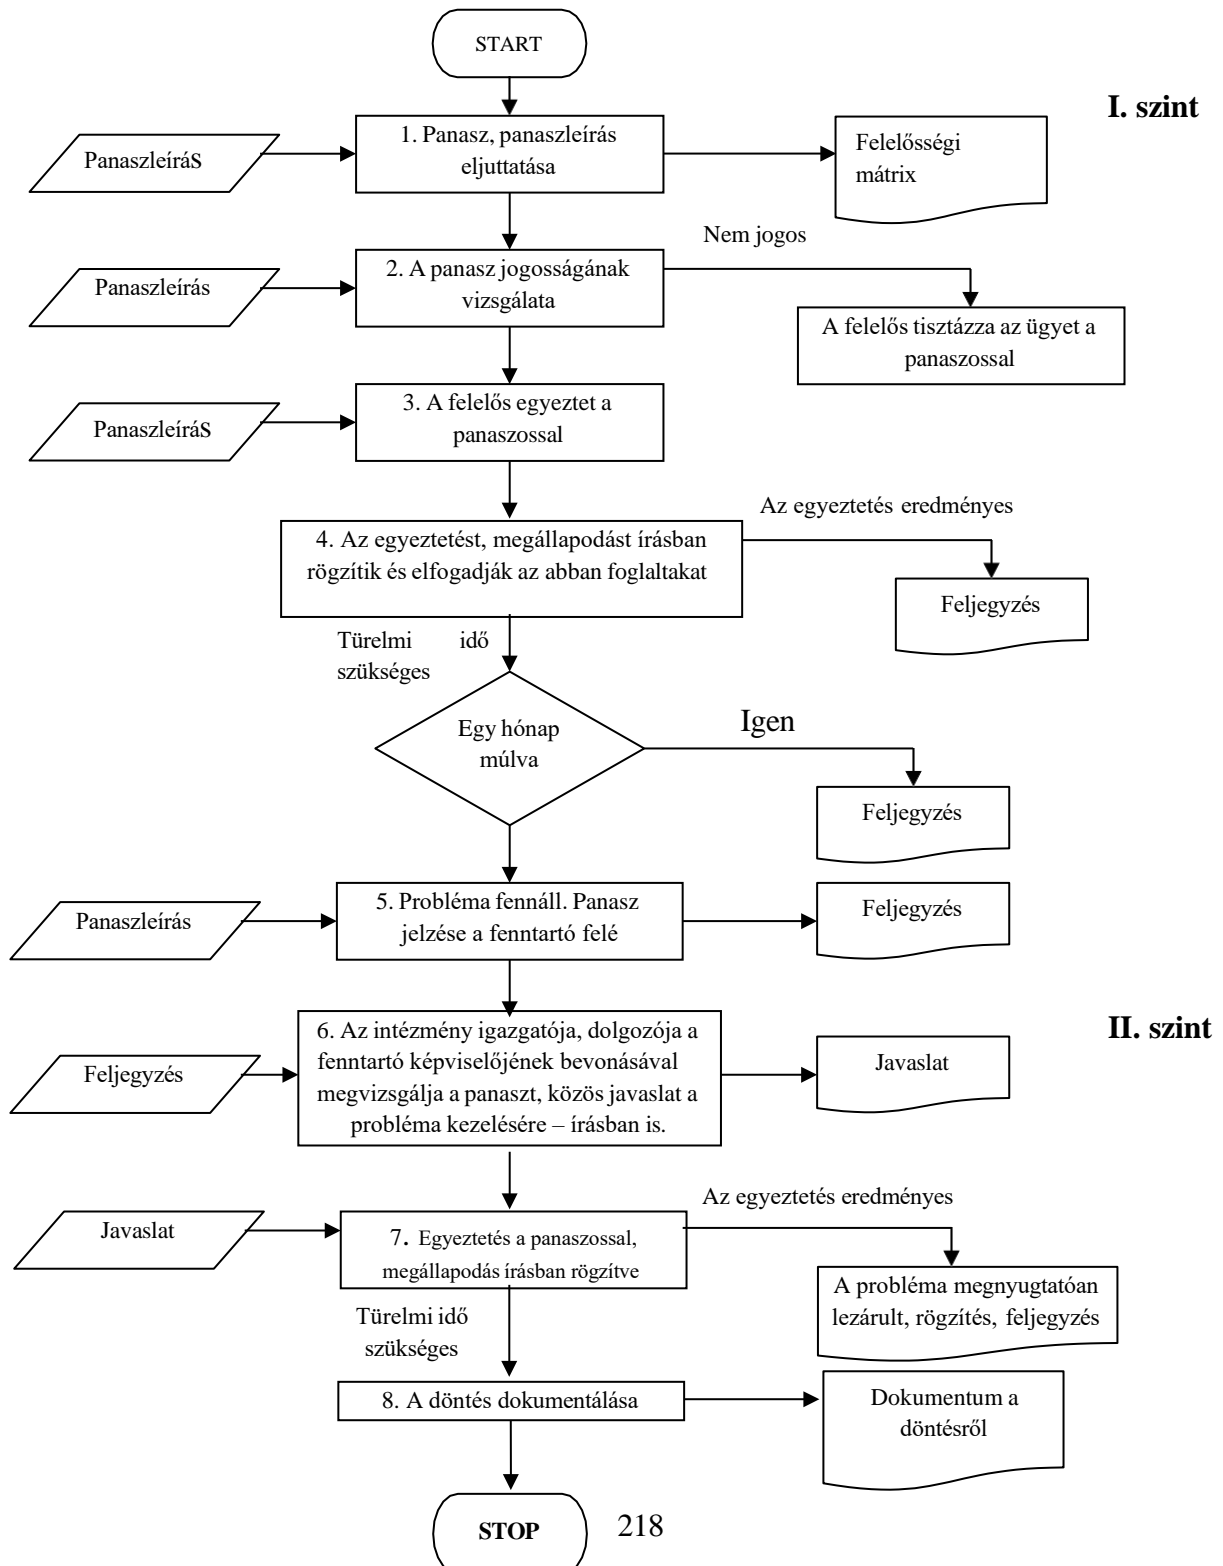 START
I. szint
PanaszleíráS
1. Panasz, panaszleírás
eljuttatása
Felelősségi
mátrix
Nem jogos
Panaszleírás
2. A panasz jogosságának
vizsgálata
A felelős tisztázza az ügyet a
panaszossal
PanaszleíráS
3. A felelős egyeztet a
panaszossal
Az egyeztetés eredményes
4. Az egyeztetést, megállapodást írásban
rögzítik és elfogadják az abban foglaltakat
Feljegyzés
Türelmi idő
szükséges
Egy hónap
múlva
Igen
Feljegyzés
Panaszleírás
5. Probléma fennáll. Panasz
jelzése a fenntartó felé
Feljegyzés
II. szint
Feljegyzés
6. Az intézmény igazgatója, dolgozója a
fenntartó képviselőjének bevonásával
megvizsgálja a panaszt, közös javaslat a
probléma kezelésére – írásban is.
Javaslat
Az egyeztetés eredményes
Javaslat
7. Egyeztetés a panaszossal,
megállapodás írásban rögzítve
A probléma megnyugtatóan
lezárult, rögzítés, feljegyzés
Türelmi idő
szükséges
8. A döntés dokumentálása
Dokumentum a
döntésről
STOP
218